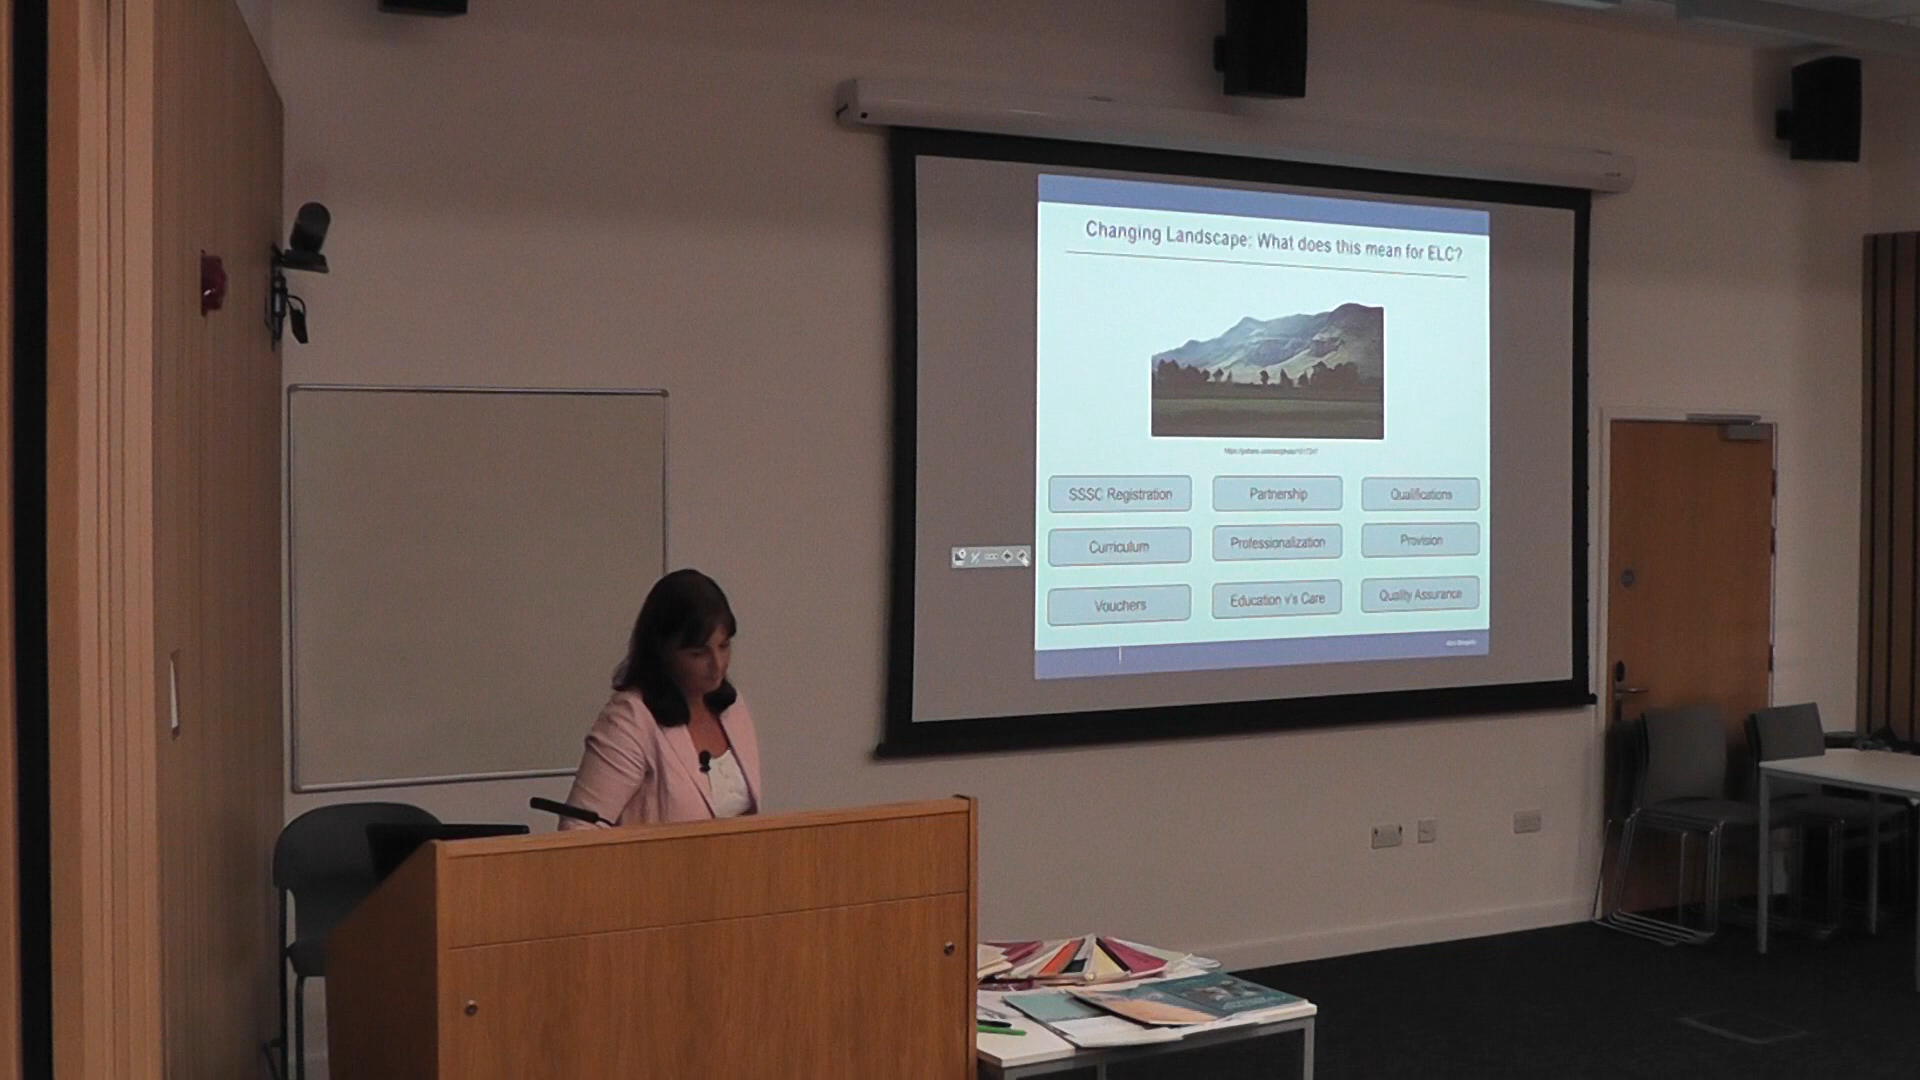 Changing Landscape: What does this mean for ELC?
SSSC Registration
Partnership
Qualifications
Curriculum
Professionalization
Provision
Vouchers
Education v's Care
Quality Assurance